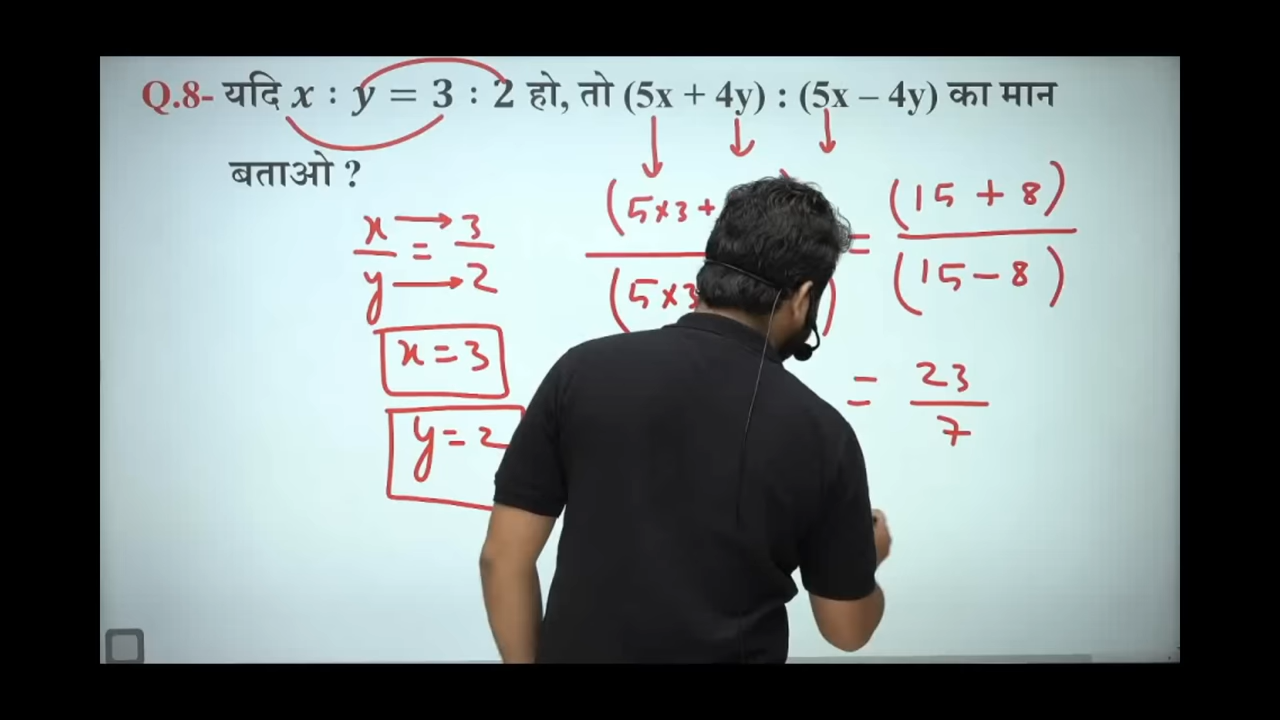 Q.8- यदि x : y = 3 : 2 हो, तो (5x + 4y) : (5x – 4y) का मान
बताओ ?
x/y → = → 3/2
x = 3
y = 2
(5×3 +
(5×3
= (15 + 8)
(15 - 8)
= 23
7